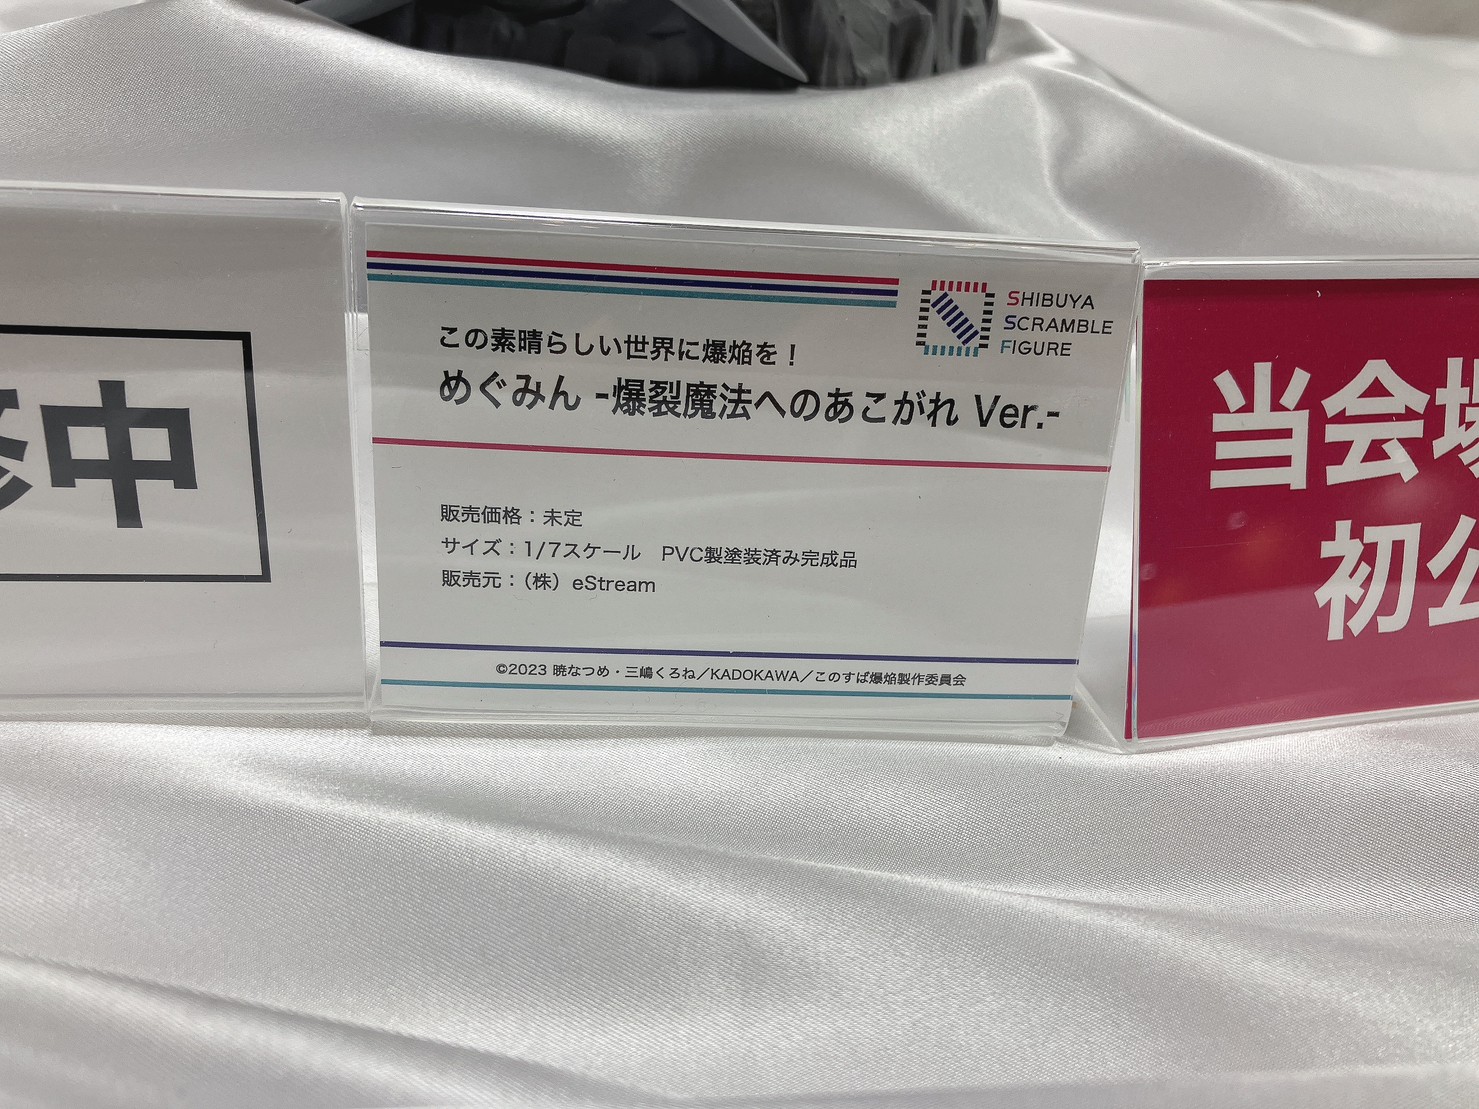 修中
SHIBUYA
SCRAMBLE
FIGURE
この素晴らしい世界に爆焔を！
めぐみん -爆裂魔法へのあこがれ Ver.-
販売価格：未定
サイズ：1/7スケール　PVC製塗装済み完成品
販売元：（株）eStream
©2023 暁なつめ・三嶋くろね／KADOKAWA／このすば爆焔製作委員会
当会場
初公